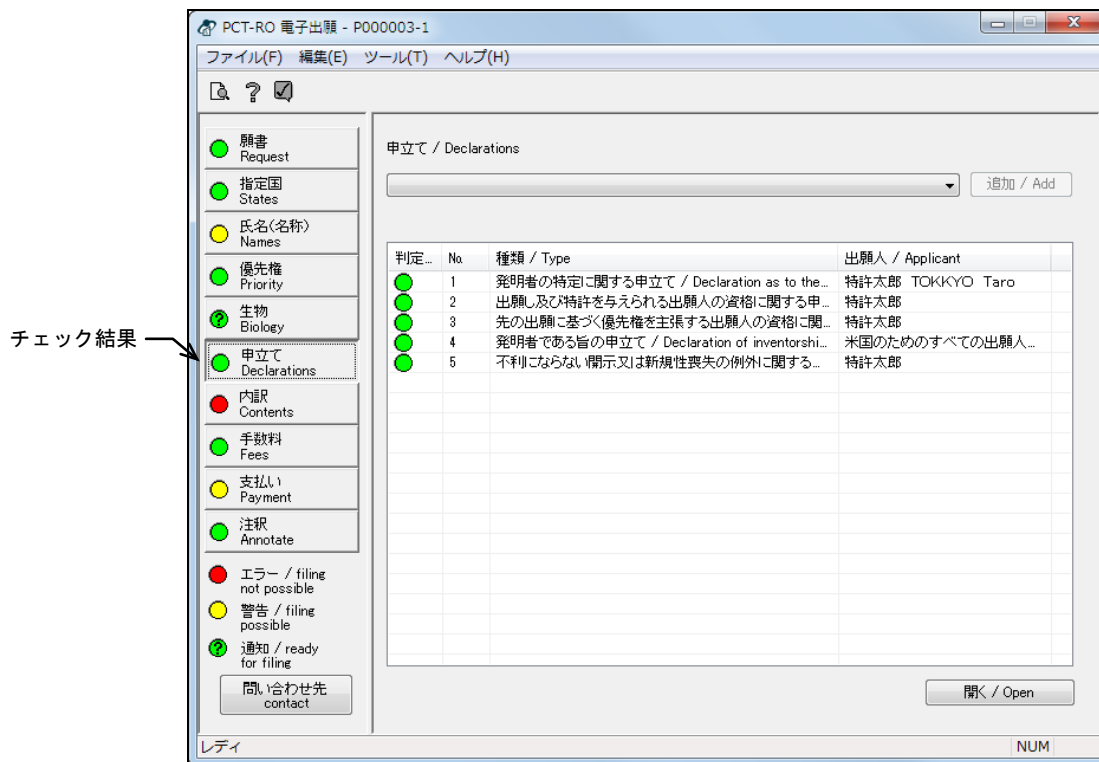 PCT-RO 電子出願 - P000003-1
ファイル(F) 編集(E) ツール(T) ヘルプ(H)
願書
Request
指定国
States
氏名(名称)
Names
優先権
Priority
生物
Biology
申立て
Declarations
内訳
Contents
手数料
Fees
支払い
Payment
注釈
Annotate
エラー / filing
not possible
警告 / filing
possible
通知 / ready
for filing
問い合わせ先
contact
チェック結果
申立て / Declarations
追加 / Add
判定... No. 種類 / Type 出願人 / Applicant
1 発明者の特定に関する申立て / Declaration as to the... 特許太郎 TOKKYO Taro
2 出願し及び特許を与えられる出願人の資格に関する申... 特許太郎
3 先の出願に基づく優先権を主張する出願人の資格に関... 特許太郎
4 発明者である旨の申立て / Declaration of inventorshi... 米国のためのすべての出願人...
5 不利にならない開示又は新規性喪失の例外に関する... 特許太郎
開く / Open
レディ NUM